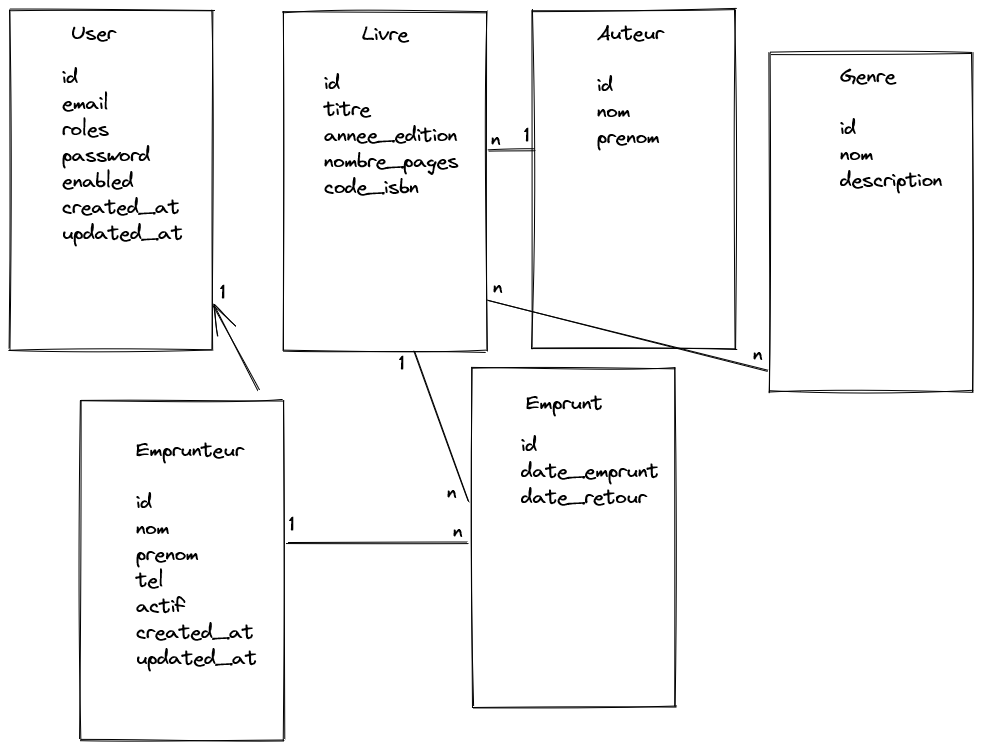 User
id
email
roles
password
enabled
created_at
updated_at
1
Livre
id
titre
annee_edition
nombre_pages
code_isbn
n
1
n
1
Auteur
id
nom
prenom
Genre
id
nom
description
n
Emprunteur
id
nom
prenom
tel
actif
created_at
updated_at
1
n
n
Emprunt
id
date_emprunt
date_retour